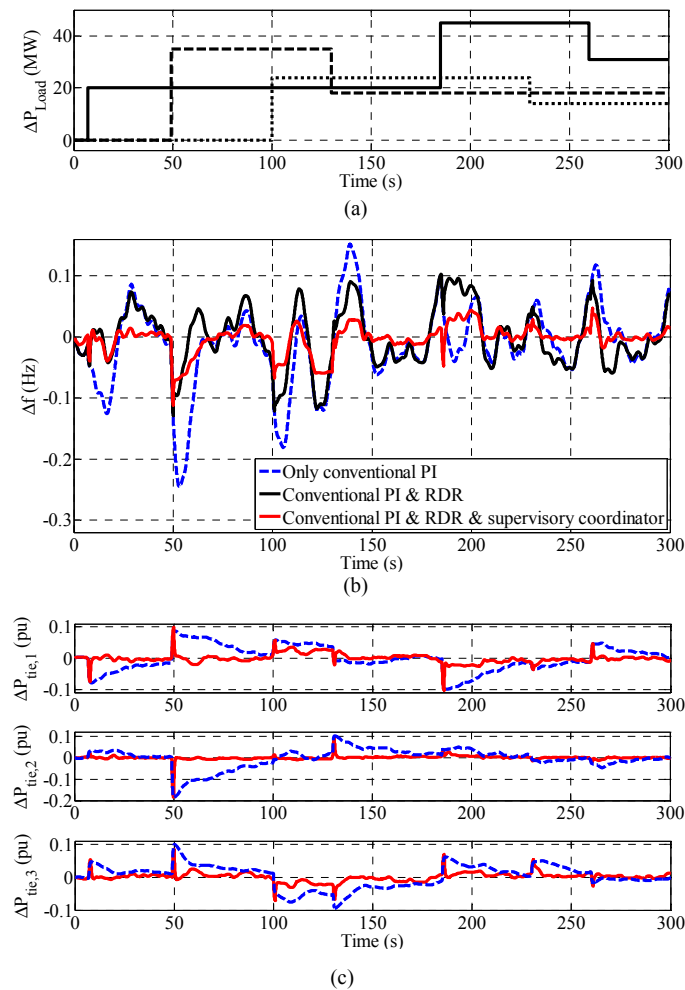 (a)
ΔP_Load (MW)
40
20
0
0 50 100 150 200 250 300
Time (s)
(a)
Δf (Hz)
0.1
0
-0.1
-0.2
-0.3
Only conventional PI
Conventional PI & RDR
Conventional PI & RDR & supervisory coordinator
0 50 100 150 200 250 300
Time (s)
(b)
ΔP_tie,1 (pu)
0.1
0
-0.1
0 50 100 150 200 250 300
ΔP_tie,2 (pu)
0.1
0
-0.1
-0.2
0 50 100 150 200 250 300
ΔP_tie,3 (pu)
0.1
0
-0.1
0 50 100 150 200 250 300
Time (s)
(c)